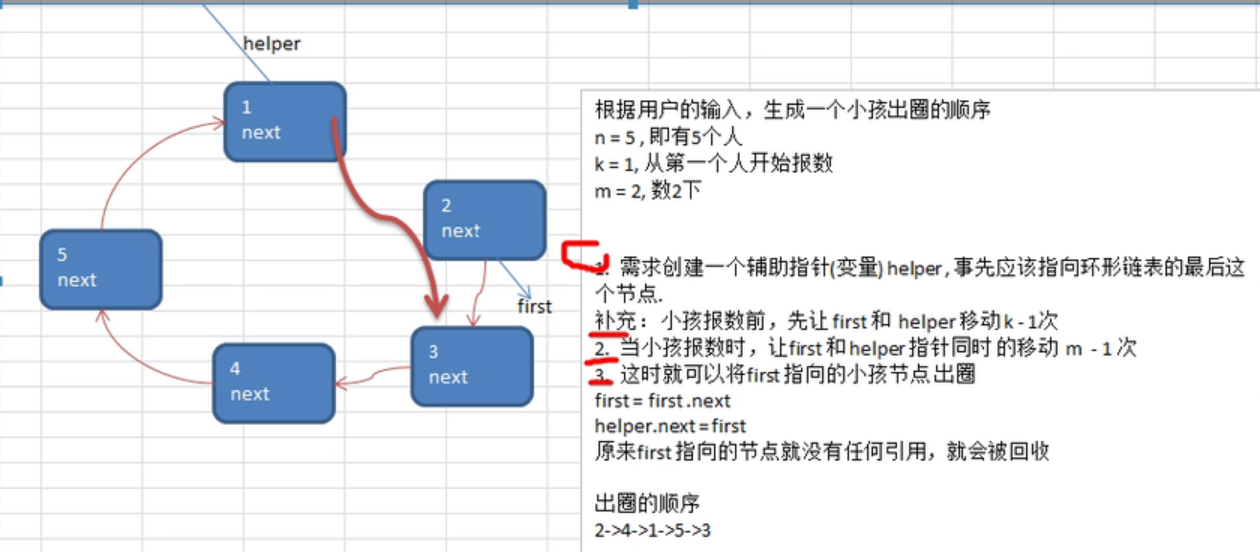 helper
1
next
2
next
5
next
first
3
next
4
next
根据用户的输入，生成一个小孩出圈的顺序
n = 5 , 即有5个人
k = 1, 从第一个人开始报数
m = 2, 数2下
1. 需求创建一个辅助指针(变量) helper , 事先应该指向环形链表的最后这
个节点.
补充： 小孩报数前，先让 first 和 helper 移动 k - 1次
2. 当小孩报数时，让first 和 helper 指针同时 的移动 m - 1 次
3. 这时就可以将first 指向的小孩节点 出圈
first = first .next
helper.next = first
原来first 指向的节点就没有任何引用，就会被回收
出圈的顺序
2->4->1->5->3